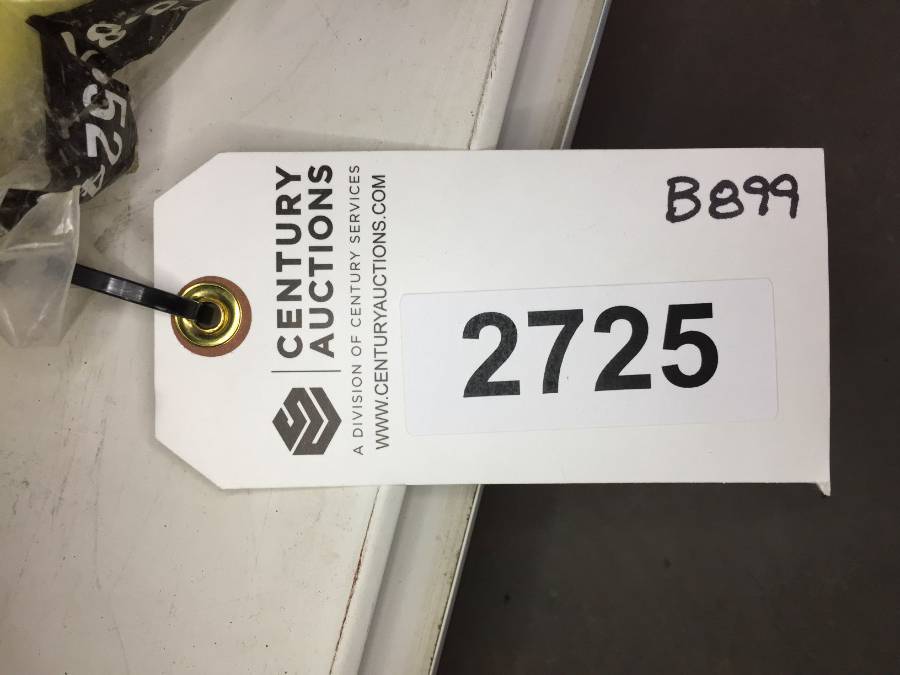 CENTURY
AUCTIONS
A DIVISION OF CENTURY SERVICES
WWW.CENTURYAUCTIONS.COM
B899
2725